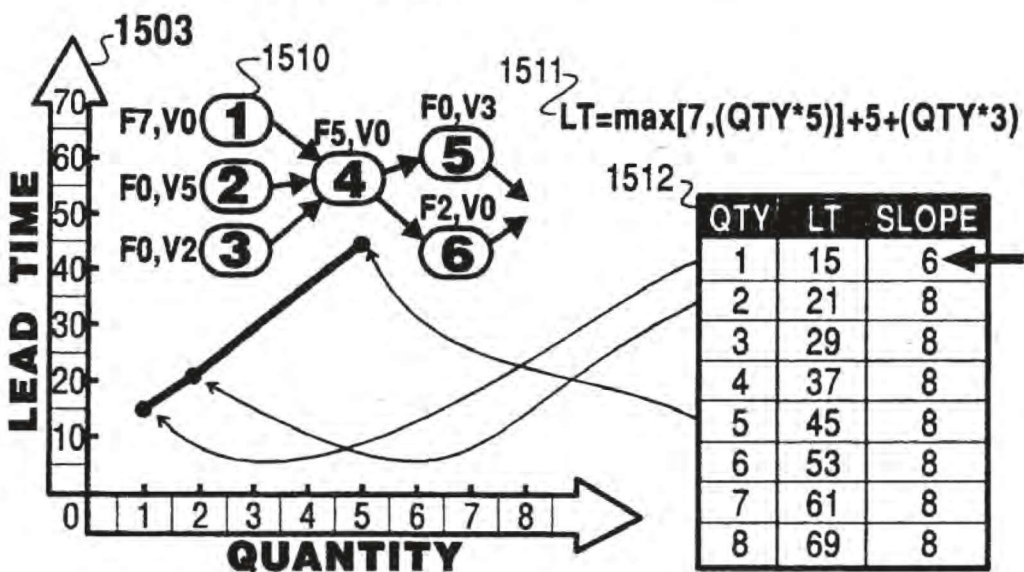 1503
1510
1511
LT=max[7,(QTY*5)]+5+(QTY*3)
F7,V0
1
F5,V0
F0,V3
F0,V5
2
4
5
F0,V2
3
F2,V0
6
1512
LEAD TIME
70
60
50
40
30
20
10
0 1 2 3 4 5 6 7 8
QUANTITY
QTY LT SLOPE
1 15 6
2 21 8
3 29 8
4 37 8
5 45 8
6 53 8
7 61 8
8 69 8